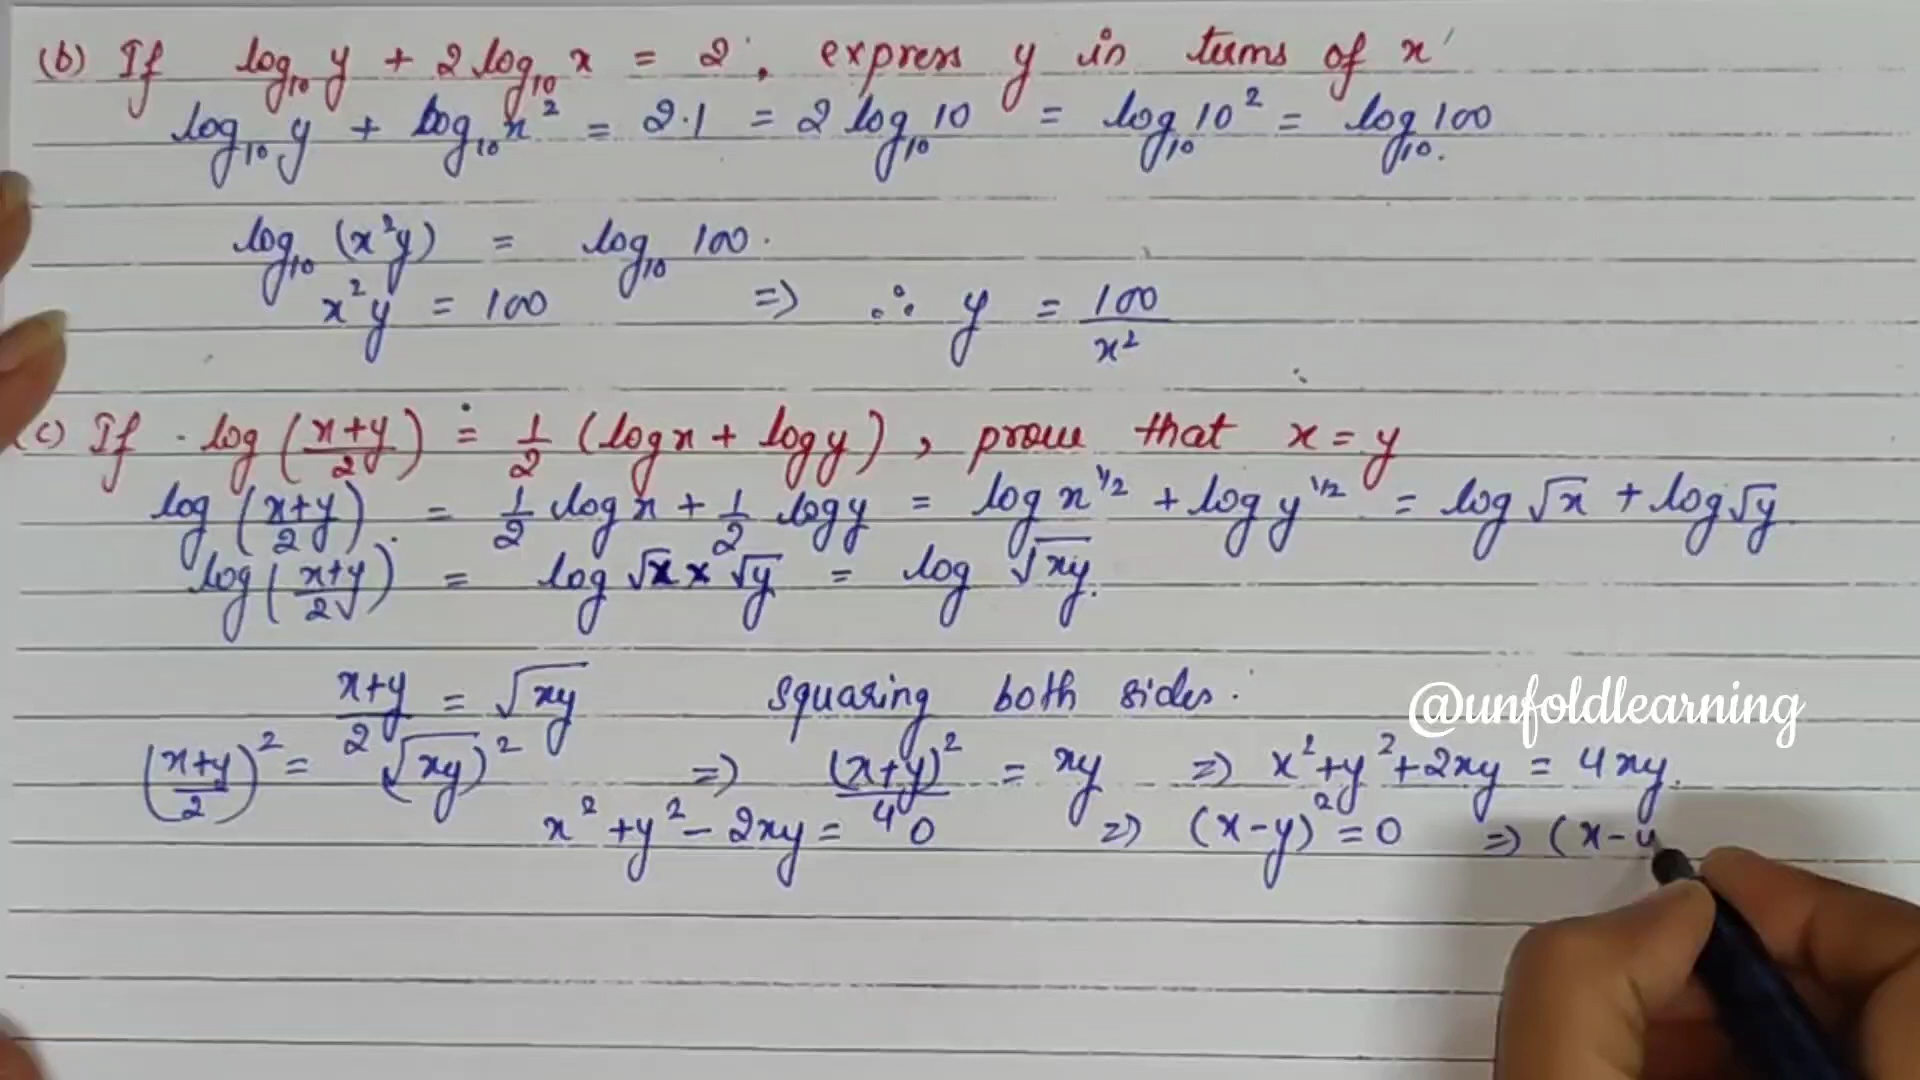 (b) If log₁₀ y + 2 log₁₀ x = 2, express y in terms of x
log₁₀ y + log₁₀ x² = 2·1 = 2 log₁₀ 10 = log₁₀ 10² = log₁₀ 100
log₁₀ (x²y) = log₁₀ 100.
x²y = 100 => ∴ y = 100/x²
(c) If log ((x+y)/2) = 1/2 (log x + log y), prove that x = y
log ((x+y)/2) = 1/2 log x + 1/2 log y = log x^(1/2) + log y^(1/2) = log √x + log √y
log ((x+y)/2) = log √x × √y = log √xy.
(x+y)/2 = √xy squaring both sides.
@unfoldlearning
((x+y)/2)² = (√xy)² => (x+y)²/4 = xy => x² + y² + 2xy = 4xy.
x² + y² - 2xy = 0 => (x-y)² = 0 => (x-y